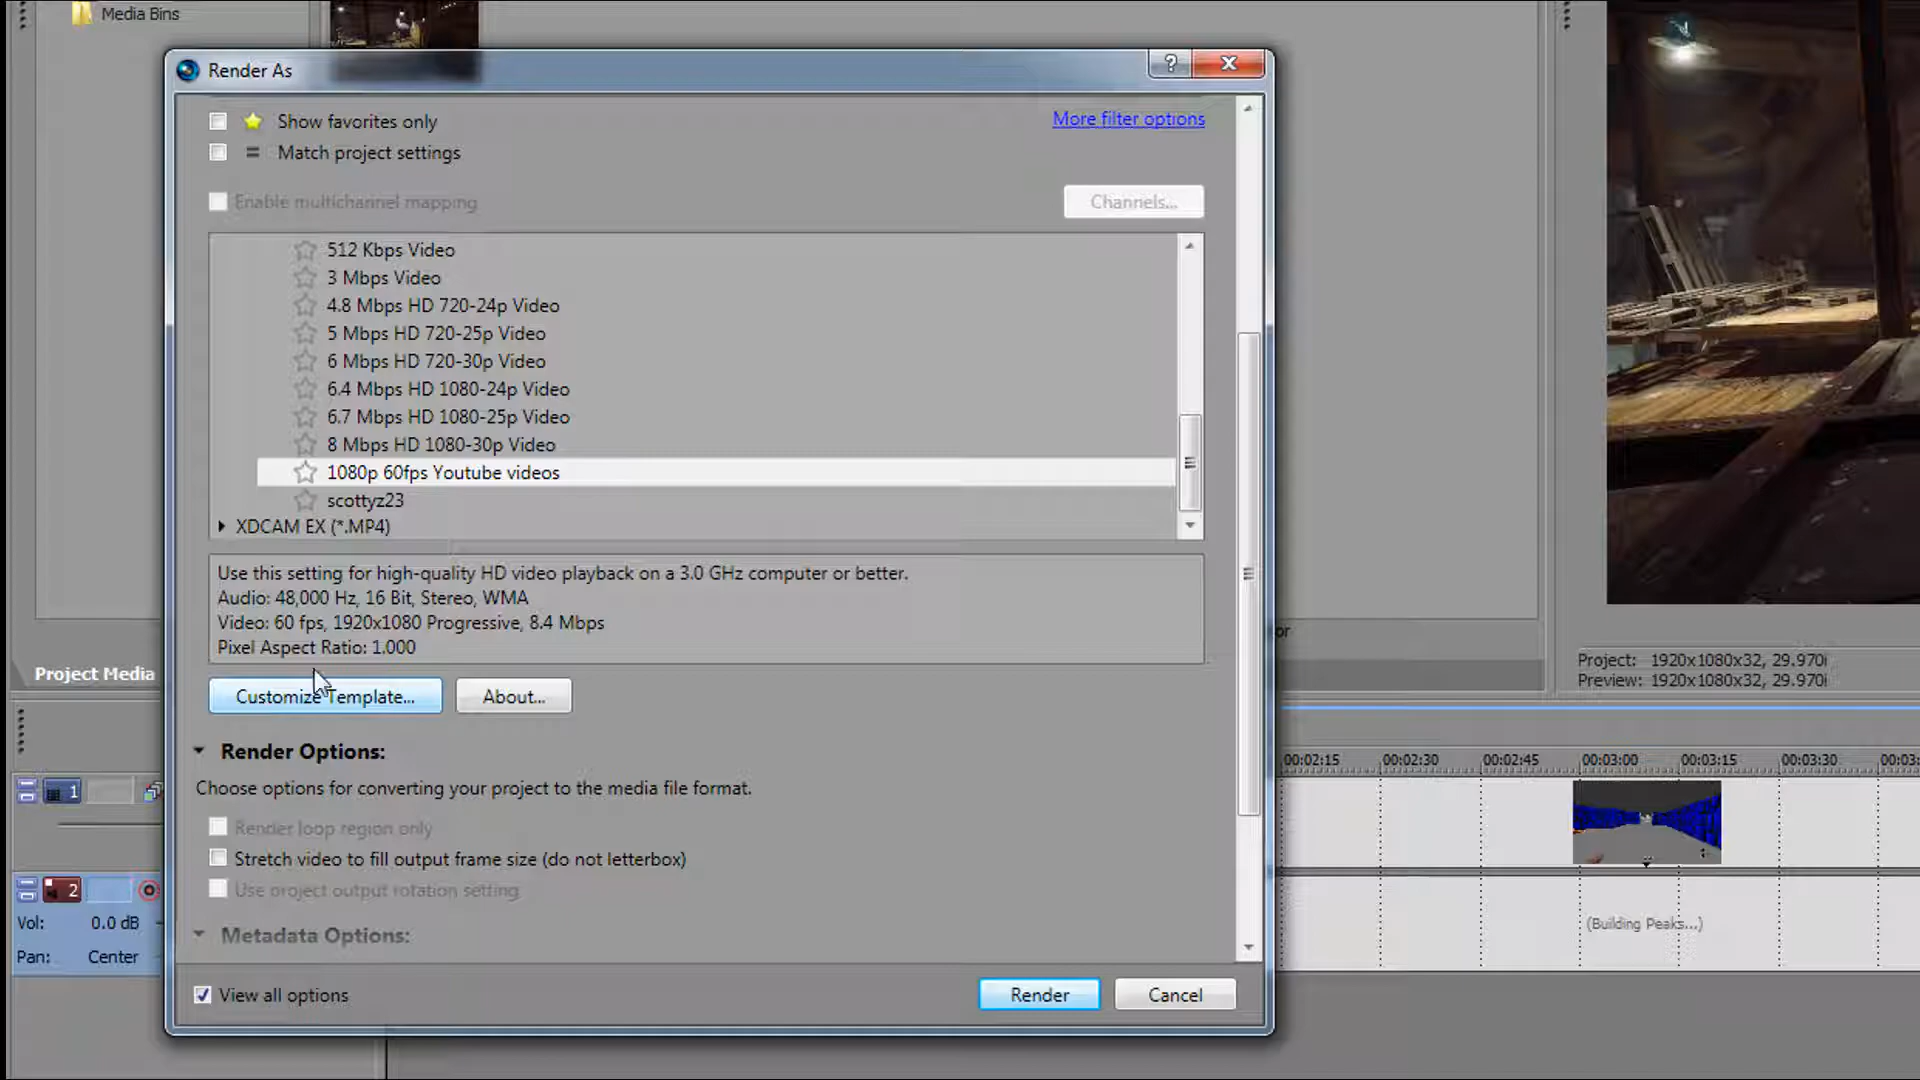 Media Bins
Render As
Show favorites only
More filter options
Match project settings
Enable multichannel mapping
Channels...
512 Kbps Video
3 Mbps Video
4.8 Mbps HD 720-24p Video
5 Mbps HD 720-25p Video
6 Mbps HD 720-30p Video
6.4 Mbps HD 1080-24p Video
6.7 Mbps HD 1080-25p Video
8 Mbps HD 1080-30p Video
1080p 60fps Youtube videos
scottyz23
XDCAM EX (*.MP4)
Use this setting for high-quality HD video playback on a 3.0 GHz computer or better.
Audio: 48,000 Hz, 16 Bit, Stereo, WMA
Video: 60 fps, 1920x1080 Progressive, 8.4 Mbps
Pixel Aspect Ratio: 1.000
Customize Template...
About...
Render Options:
Choose options for converting your project to the media file format.
Render loop region only
Stretch video to fill output frame size (do not letterbox)
Use project output rotation setting
Metadata Options:
View all options
Render
Cancel
Project Media
1
2
Vol: 0.0 dB
Pan: Center
or
Project: 1920x1080x32, 29.970i
Preview: 1920x1080x32, 29.970i
00:02:15 00:02:30 00:02:45 00:03:00 00:03:15 00:03:30 00:03:
(Building Peaks...)